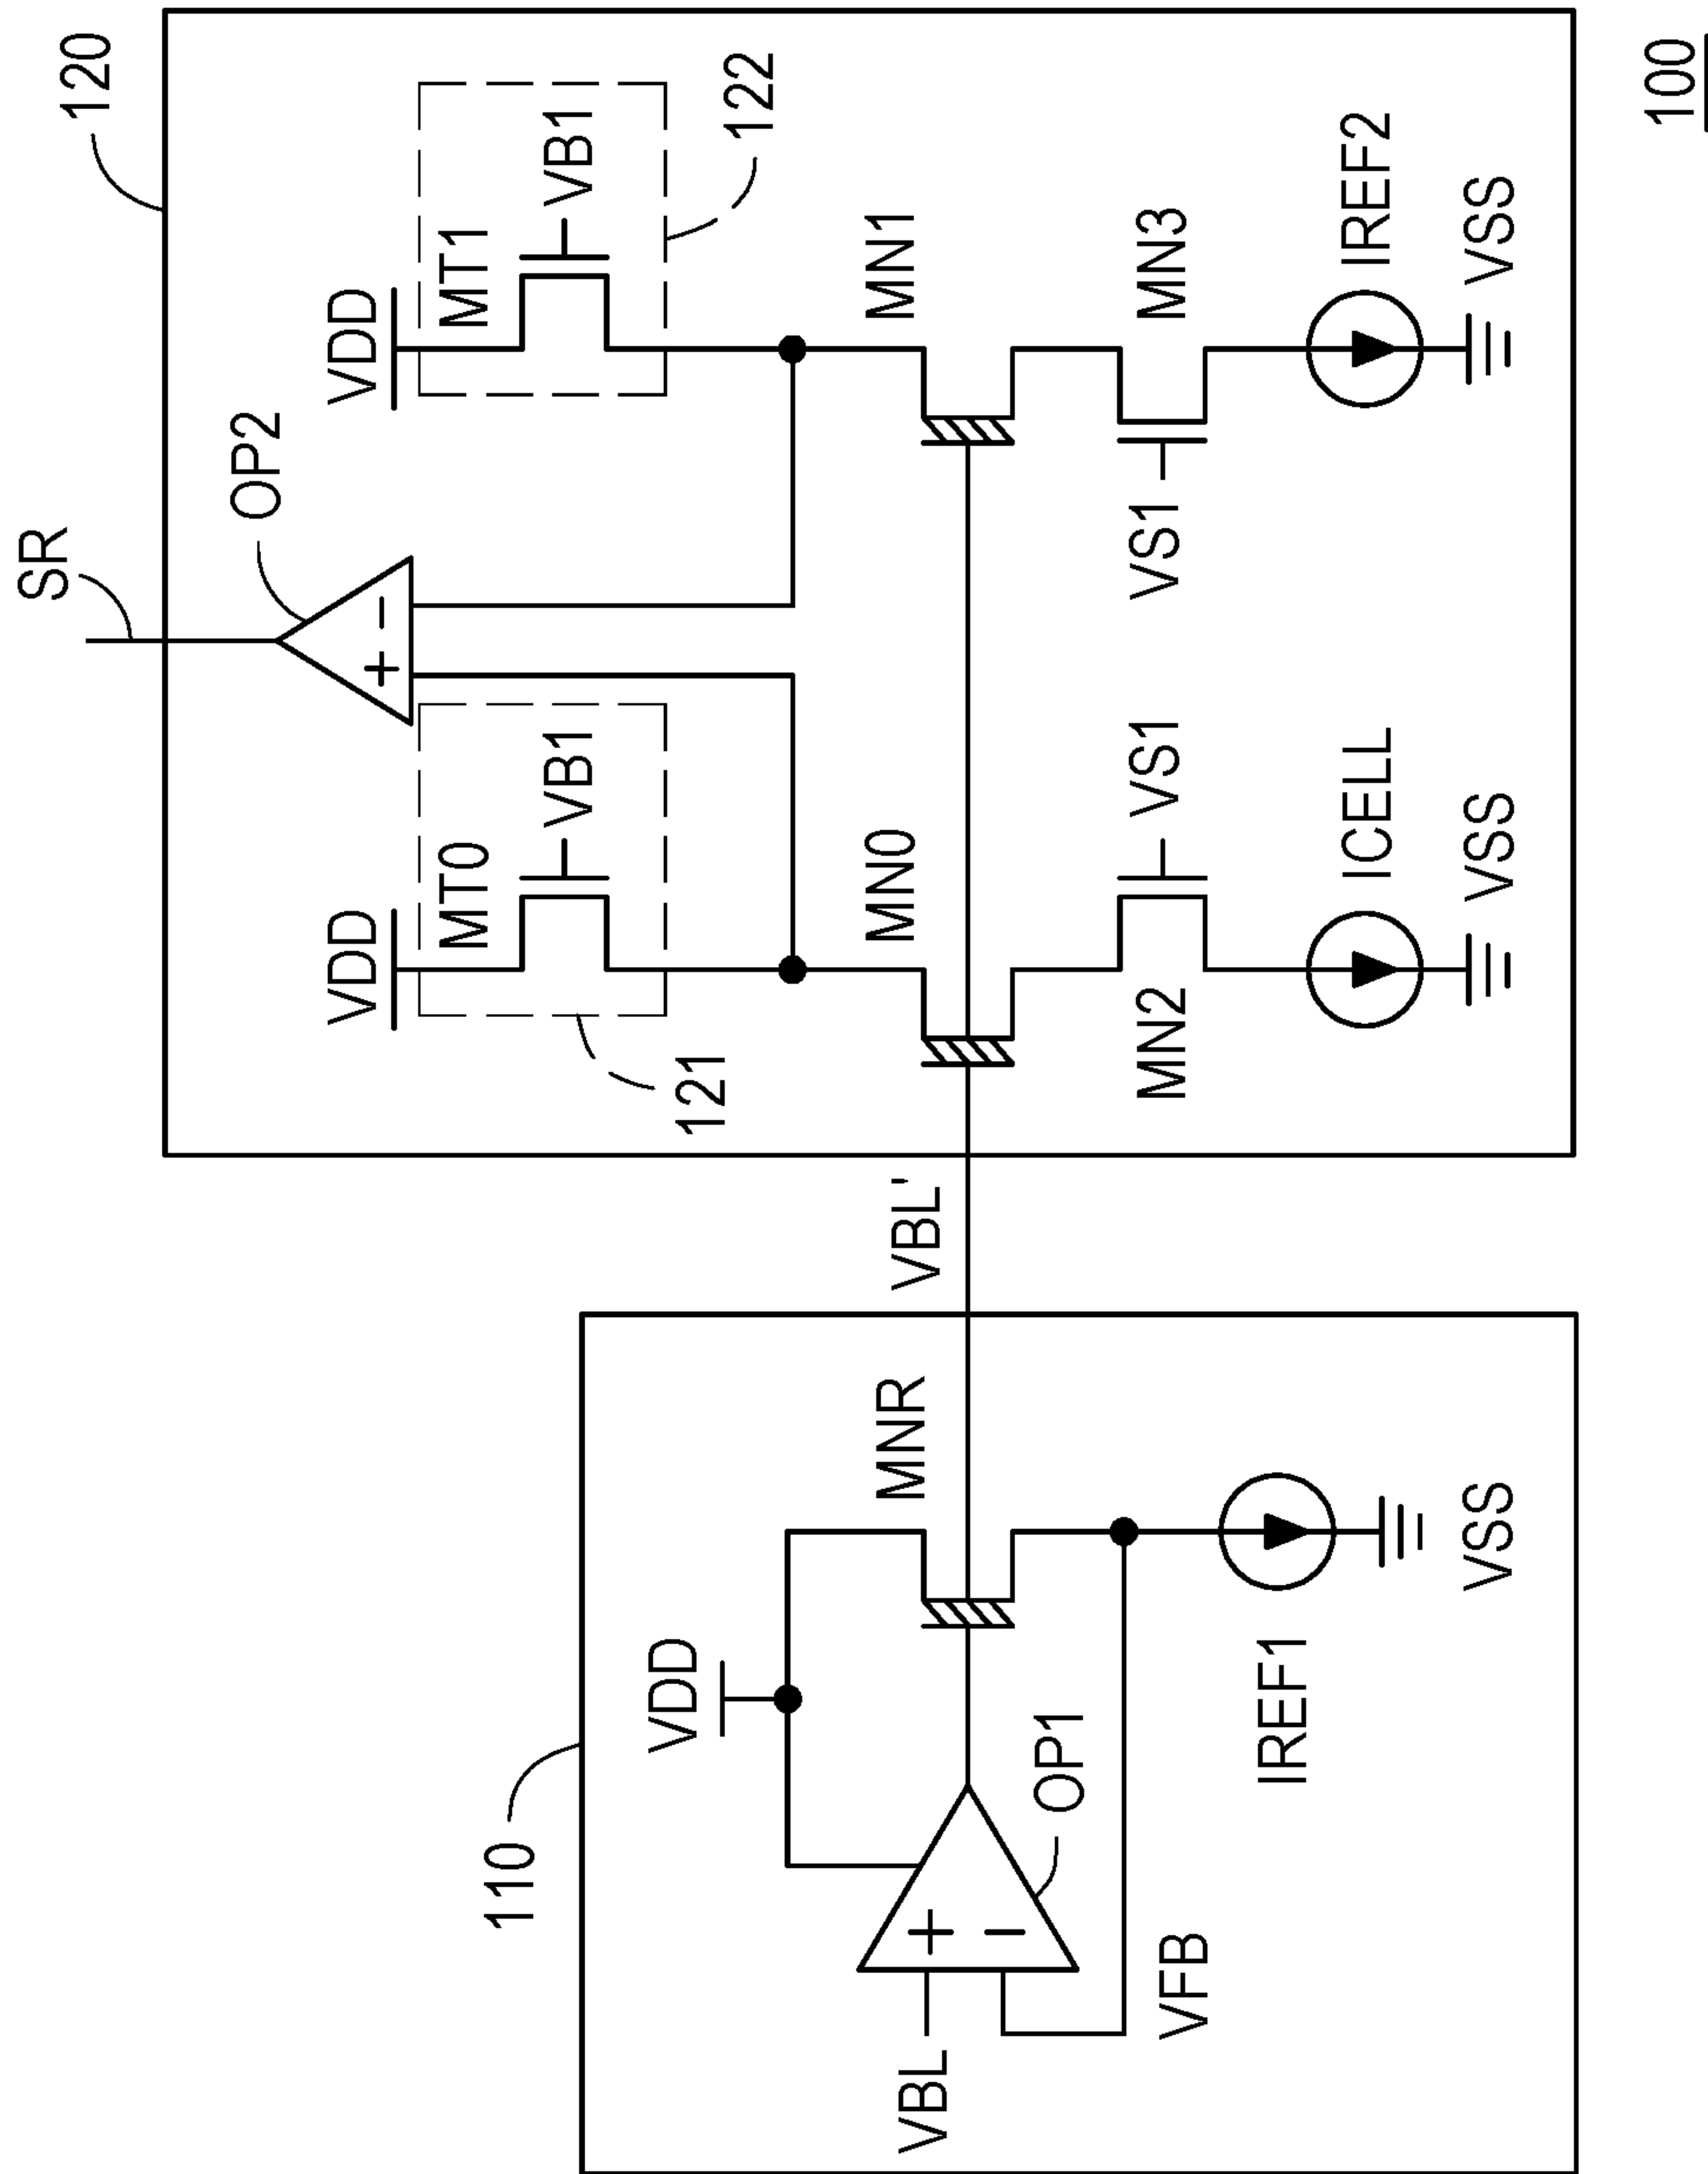 SR
120
OP2
VDD
VDD
MT0
VB1
MT1
VB1
121
122
MN0
MN1
VBL'
MN2
VS1
VS1
MN3
ICELL
IREF2
VSS
VSS
110
VDD
MNR
VBL
+
−
+
−
OP1
VFB
IREF1
VSS
100